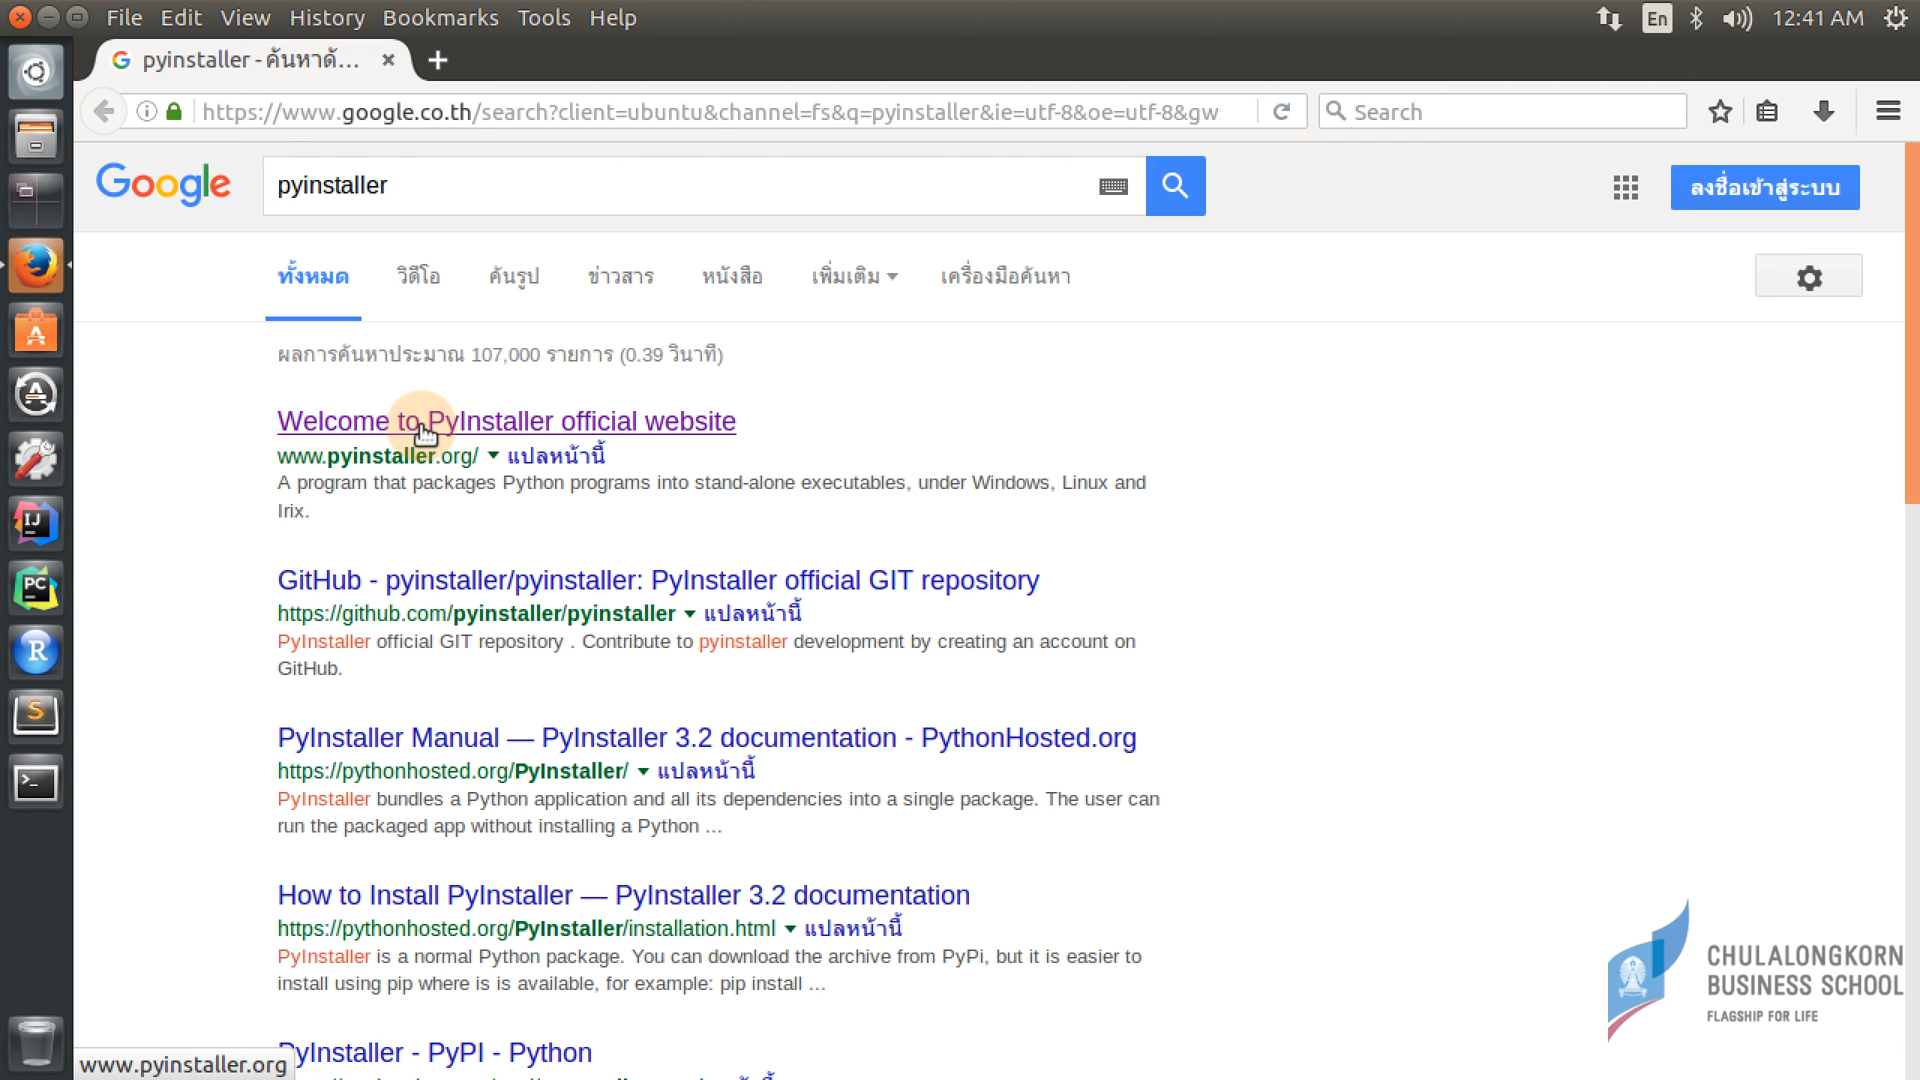 File Edit View History Bookmarks Tools Help
En 12:41 AM
pyinstaller - ค้นหาด้...
https://www.google.co.th/search?client=ubuntu&channel=fs&q=pyinstaller&ie=utf-8&oe=utf-8&gw
Search
Google
pyinstaller
ลงชื่อเข้าสู่ระบบ
ทั้งหมด วิดีโอ ค้นรูป ข่าวสาร หนังสือ เพิ่มเติม เครื่องมือค้นหา
ผลการค้นหาประมาณ 107,000 รายการ (0.39 วินาที)
Welcome to PyInstaller official website
www.pyinstaller.org/ แปลหน้านี้
A program that packages Python programs into stand-alone executables, under Windows, Linux and
Irix.
GitHub - pyinstaller/pyinstaller: PyInstaller official GIT repository
https://github.com/pyinstaller/pyinstaller แปลหน้านี้
PyInstaller official GIT repository . Contribute to pyinstaller development by creating an account on
GitHub.
PyInstaller Manual — PyInstaller 3.2 documentation - PythonHosted.org
https://pythonhosted.org/PyInstaller/ แปลหน้านี้
PyInstaller bundles a Python application and all its dependencies into a single package. The user can
run the packaged app without installing a Python ...
How to Install PyInstaller — PyInstaller 3.2 documentation
https://pythonhosted.org/PyInstaller/installation.html แปลหน้านี้
PyInstaller is a normal Python package. You can download the archive from PyPi, but it is easier to
install using pip where is is available, for example: pip install ...
PyInstaller - PyPI - Python
www.pyinstaller.org
IJ
PC
R
S
CHULALONGKORN
BUSINESS SCHOOL
FLAGSHIP FOR LIFE